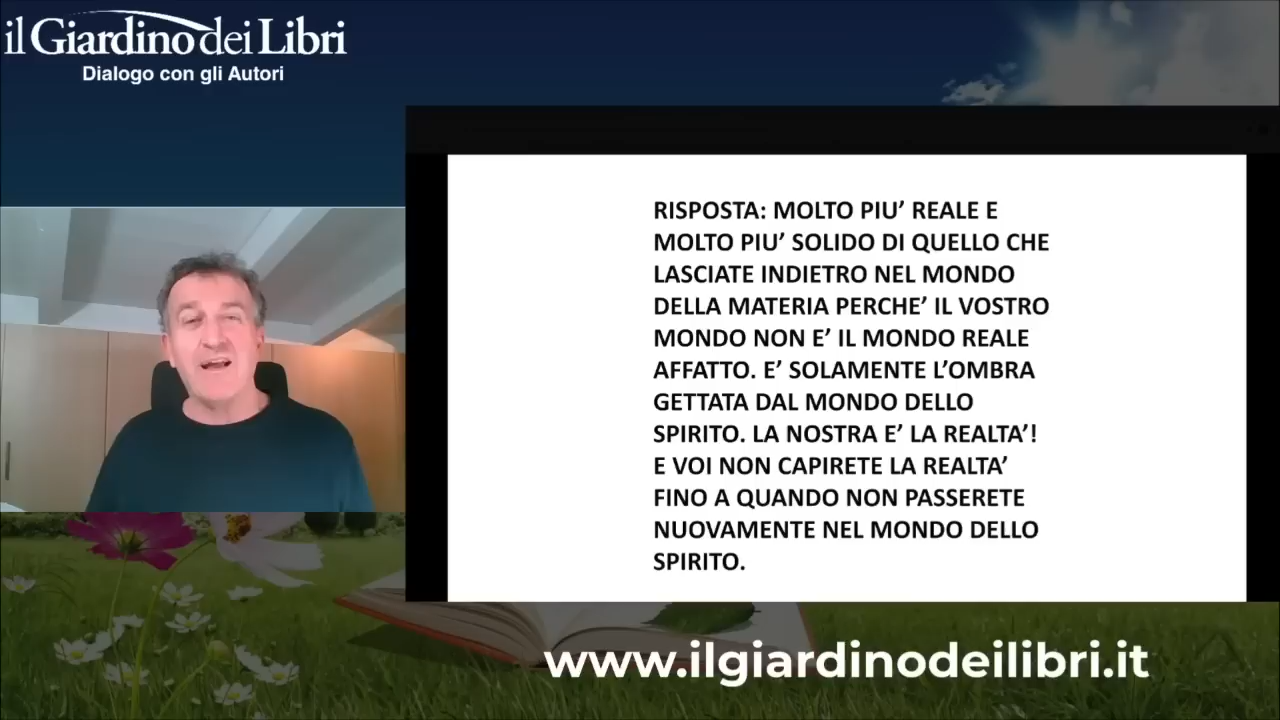 il Giardino dei Libri
Dialogo con gli Autori
RISPOSTA: MOLTO PIU’ REALE E
MOLTO PIU’ SOLIDO DI QUELLO CHE
LASCIATE INDIETRO NEL MONDO
DELLA MATERIA PERCHE’ IL VOSTRO
MONDO NON E’ IL MONDO REALE
AFFATTO. E’ SOLAMENTE L’OMBRA
GETTATA DAL MONDO DELLO
SPIRITO. LA NOSTRA E’ LA REALTA’!
E VOI NON CAPIRETE LA REALTA’
FINO A QUANDO NON PASSERETE
NUOVAMENTE NEL MONDO DELLO
SPIRITO.
www.ilgiardinodeilibri.it